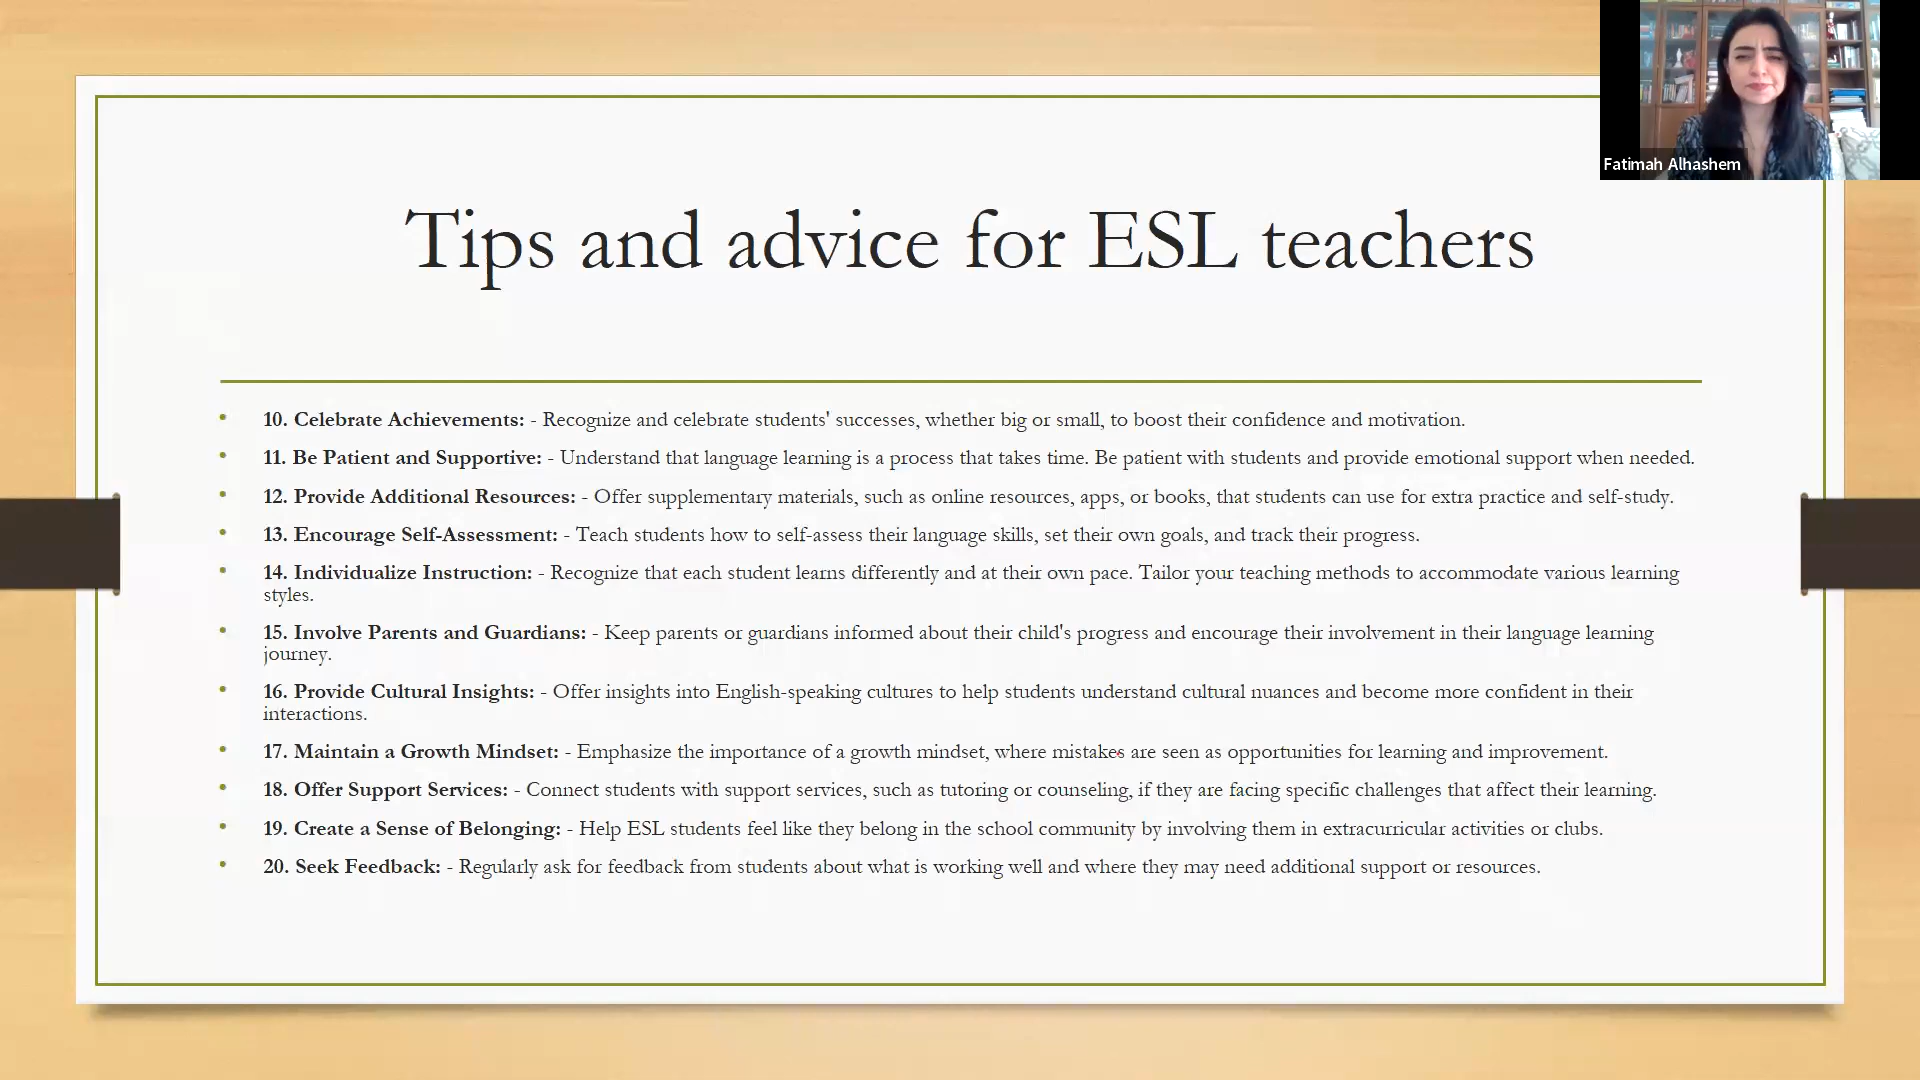 Fatimah Alhashem
Tips and advice for ESL teachers
• 10. Celebrate Achievements: - Recognize and celebrate students' successes, whether big or small, to boost their confidence and motivation.
• 11. Be Patient and Supportive: - Understand that language learning is a process that takes time. Be patient with students and provide emotional support when needed.
• 12. Provide Additional Resources: - Offer supplementary materials, such as online resources, apps, or books, that students can use for extra practice and self-study.
• 13. Encourage Self-Assessment: - Teach students how to self-assess their language skills, set their own goals, and track their progress.
• 14. Individualize Instruction: - Recognize that each student learns differently and at their own pace. Tailor your teaching methods to accommodate various learning
styles.
• 15. Involve Parents and Guardians: - Keep parents or guardians informed about their child's progress and encourage their involvement in their language learning
journey.
• 16. Provide Cultural Insights: - Offer insights into English-speaking cultures to help students understand cultural nuances and become more confident in their
interactions.
• 17. Maintain a Growth Mindset: - Emphasize the importance of a growth mindset, where mistakes are seen as opportunities for learning and improvement.
• 18. Offer Support Services: - Connect students with support services, such as tutoring or counseling, if they are facing specific challenges that affect their learning.
• 19. Create a Sense of Belonging: - Help ESL students feel like they belong in the school community by involving them in extracurricular activities or clubs.
• 20. Seek Feedback: - Regularly ask for feedback from students about what is working well and where they may need additional support or resources.